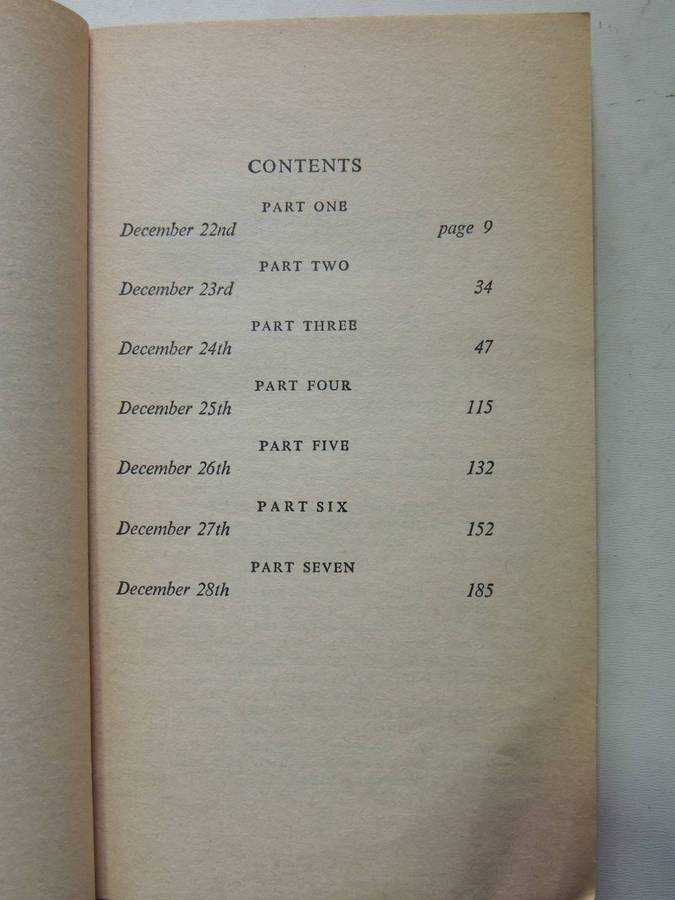 CONTENTS
PART ONE
December 22nd page 9
PART TWO
December 23rd 34
PART THREE
December 24th 47
PART FOUR
December 25th 115
PART FIVE
December 26th 132
PART SIX
December 27th 152
PART SEVEN
December 28th 185